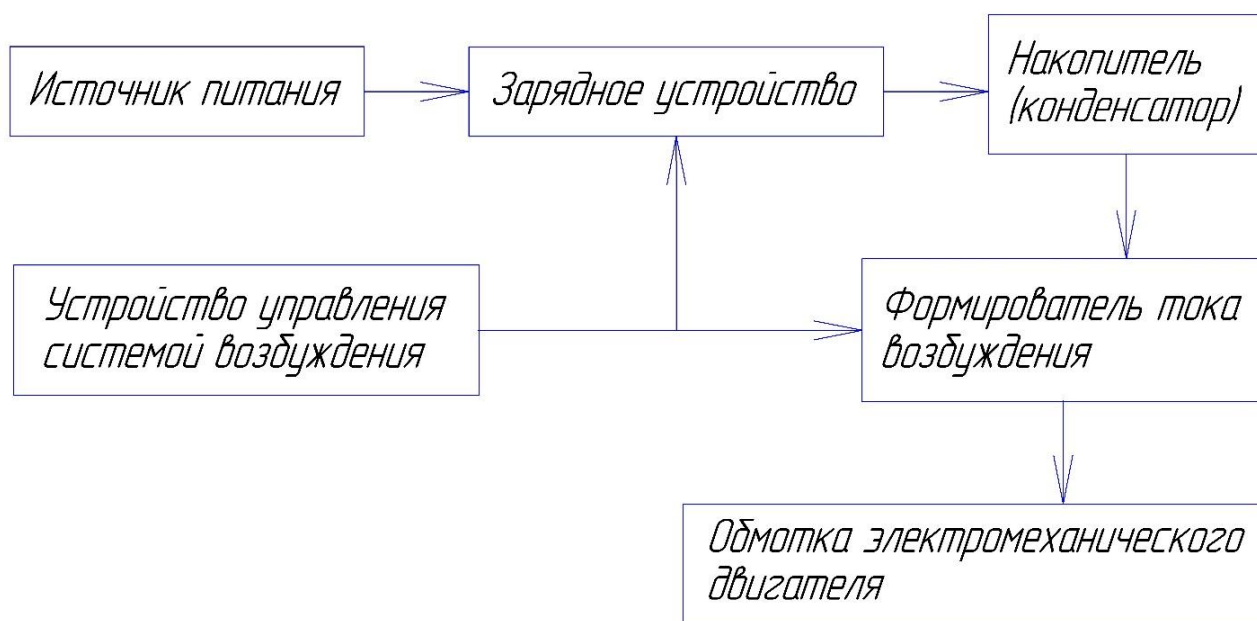 Источник питания
Зарядное устройство
Накопитель
(конденсатор)
Устройство управления
системой возбуждения
Формирователь тока
возбуждения
Обмотка электромеханического
двигателя